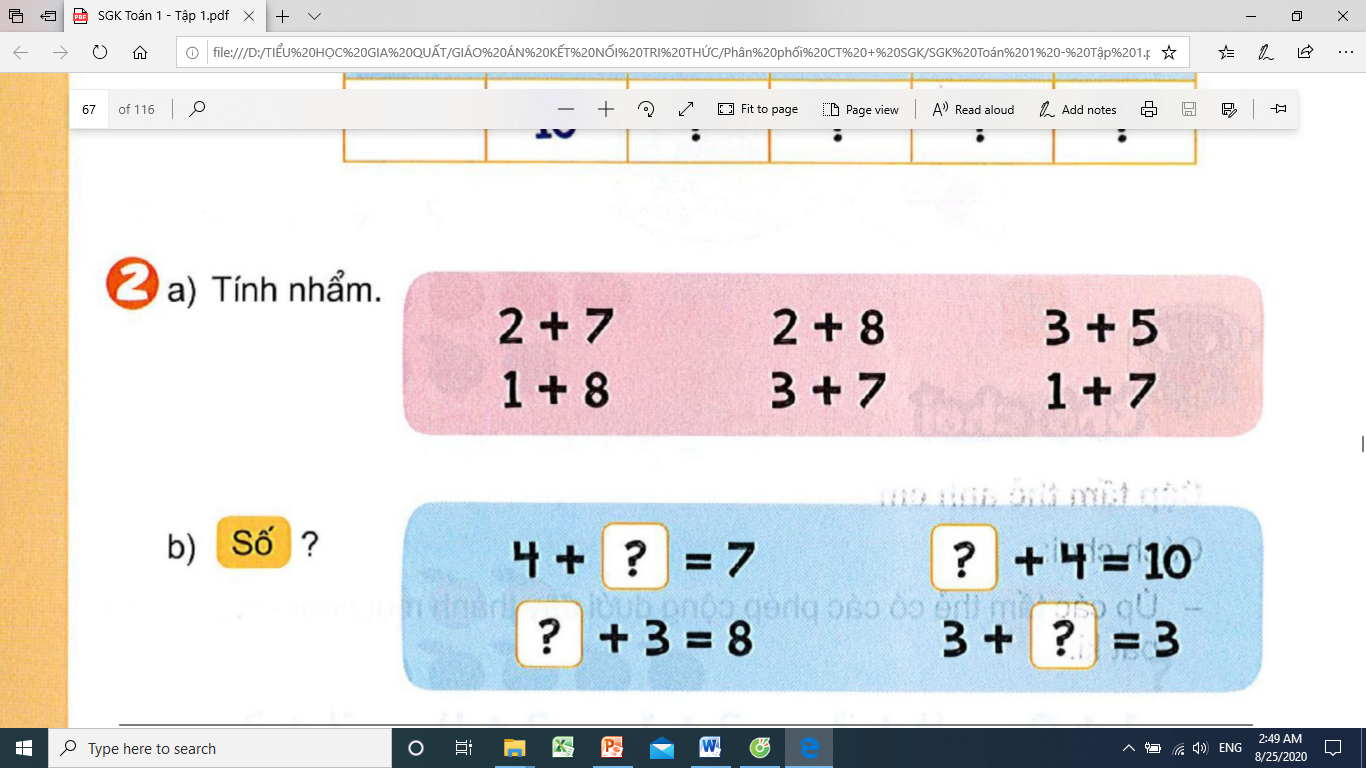 SGK Toán 1 - Tập 1.pdf
file:///D:/TIỂU%20HỌC%20GIA%20QUẤT/GIÁO%20ÁN%20KẾT%20NỐI%20TRI%20THỨC/Phân%20phối%20CT%20+%20SGK/SGK%20Toán%201%20-%20Tập%201.p
67 of 116 Fit to page Page view Read aloud Add notes
10 ? ? ? ?
2 a) Tính nhẩm.
2 + 7 2 + 8 3 + 5
1 + 8 3 + 7 1 + 7
b) Số ?
4 + ? = 7 ? + 4 = 10
? + 3 = 8 3 + ? = 3
Type here to search
ENG
2:49 AM
8/25/2020